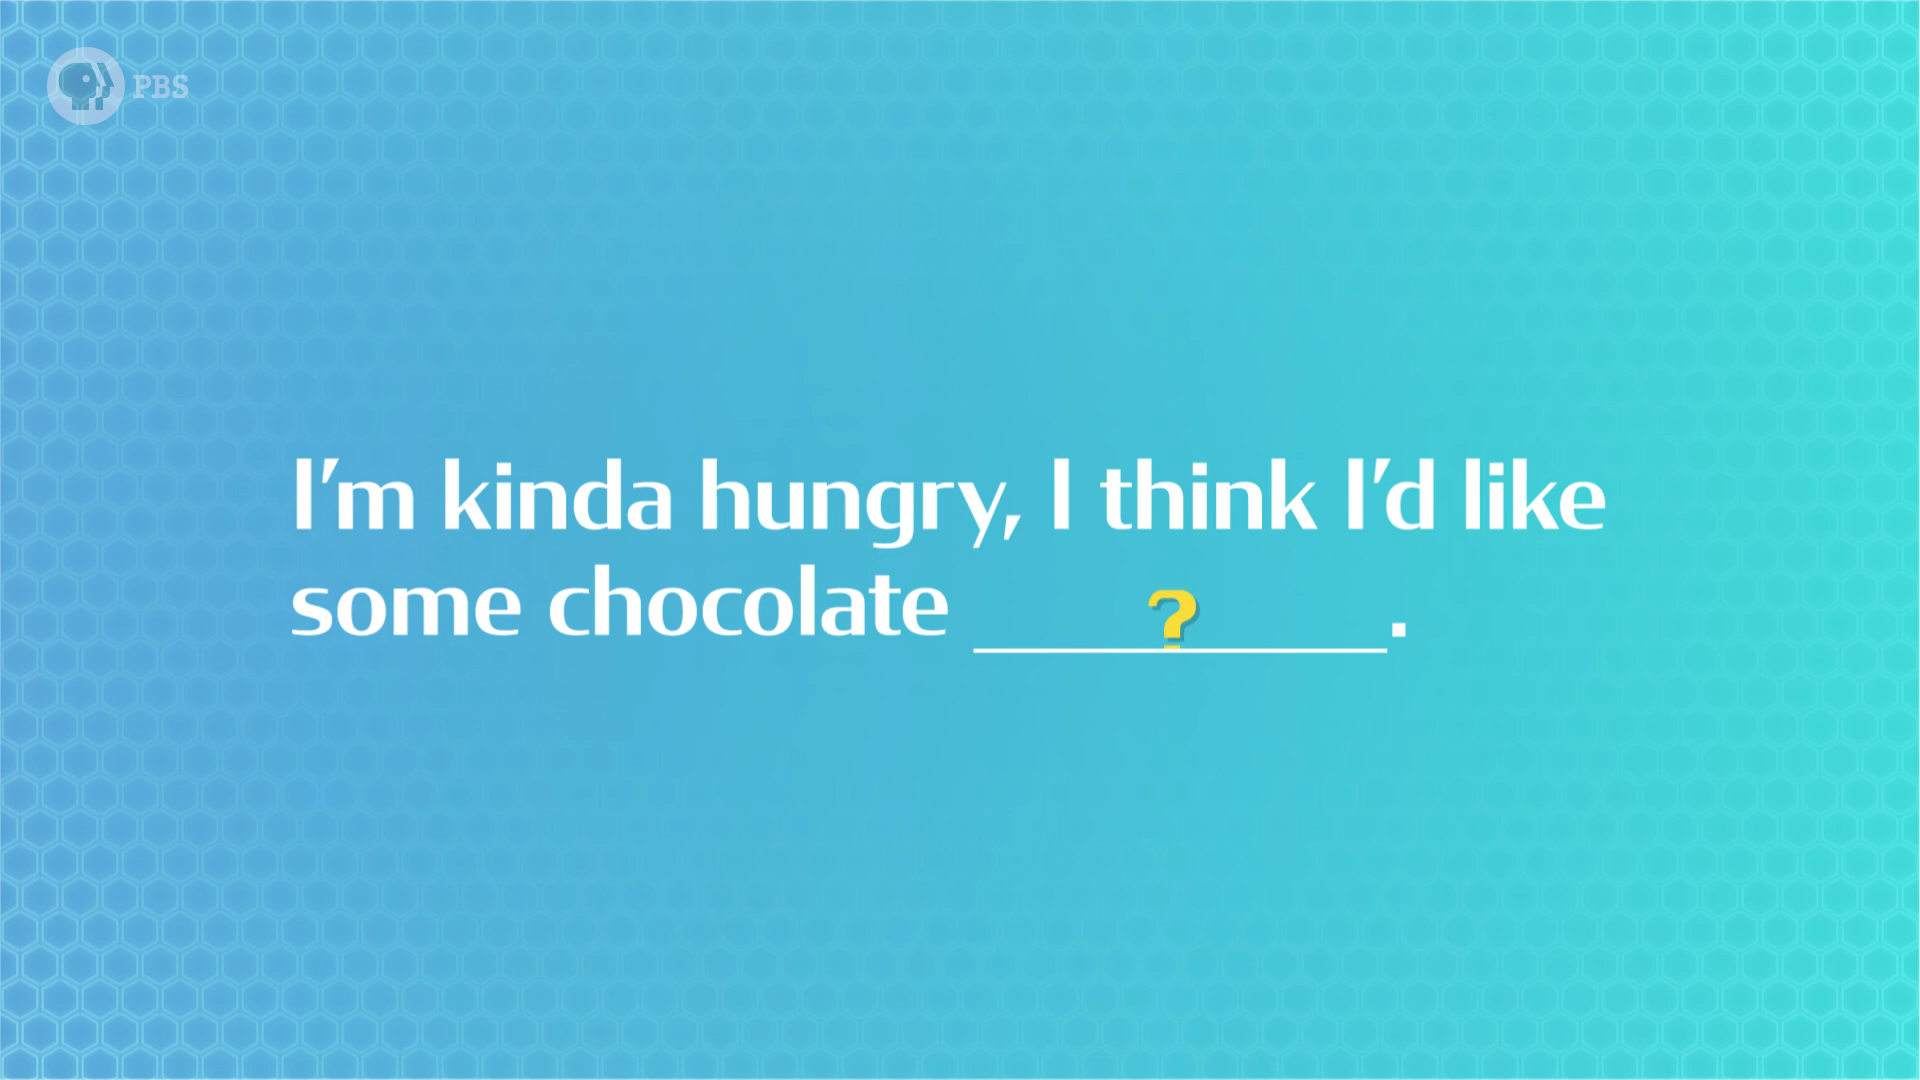 PBS
I'm kinda hungry, I think I'd like
some chocolate ____?____.